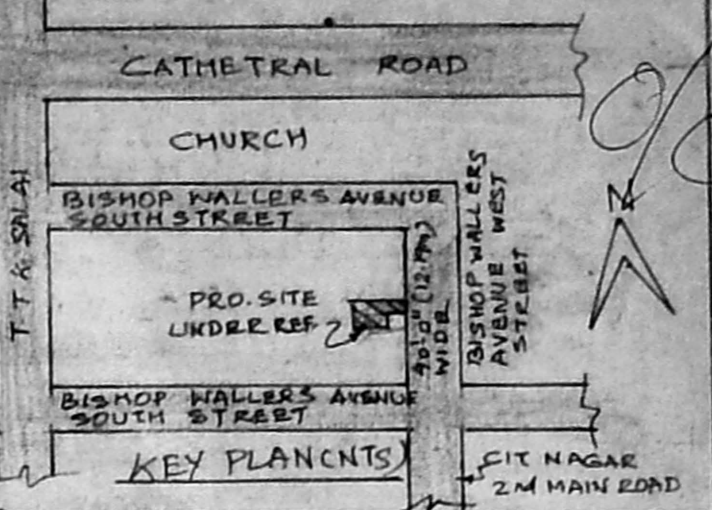 CATHETRAL ROAD
CHURCH
BISHOP WALLERS AVENUE
SOUTH STREET
T T K SALAI
PRO. SITE
UNDER REF.
40'-0" (12.19m)
WIDE
BISHOP WALLERS
AVENUE WEST
STREET
N
BISHOP WALLERS AVENUE
SOUTH STREET
KEY PLAN(NTS)
CIT NAGAR
2M MAIN ROAD